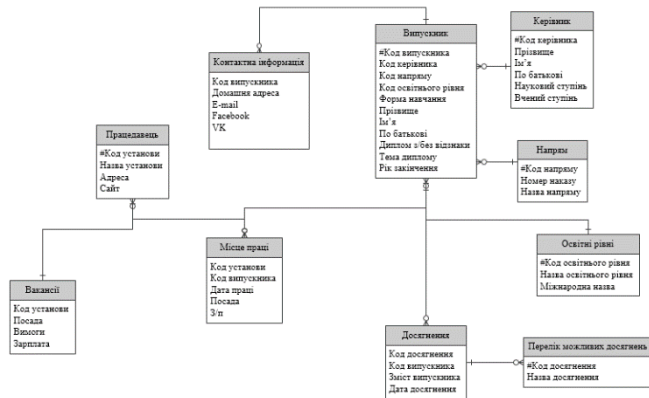 Випускник
#Код випускника
Код керівника
Код напряму
Код освітнього рівня
Форма навчання
Прізвище
Ім’я
По батькові
Диплом з/без відзнаки
Тема диплому
Рік закінчення
Керівник
#Код керівника
Прізвище
Ім’я
По батькові
Науковий ступінь
Вчений ступінь
Контактна інформація
Код випускника
Домашня адреса
E-mail
Facebook
VK
Працедавець
#Код установи
Назва установи
Адреса
Сайт
Напрям
#Код напряму
Номер наказу
Назва напряму
Місце праці
Код установи
Код випускника
Дата праці
Посада
З/п
Освітні рівні
#Код освітнього рівня
Назва освітнього рівня
Міжнародна назва
Вакансії
Код установи
Посада
Вимоги
Зарплата
Досягнення
Код досягнення
Код випускника
Зміст випускника
Дата досягнення
Перелік можливих досягнень
#Код досягнення
Назва досягнення